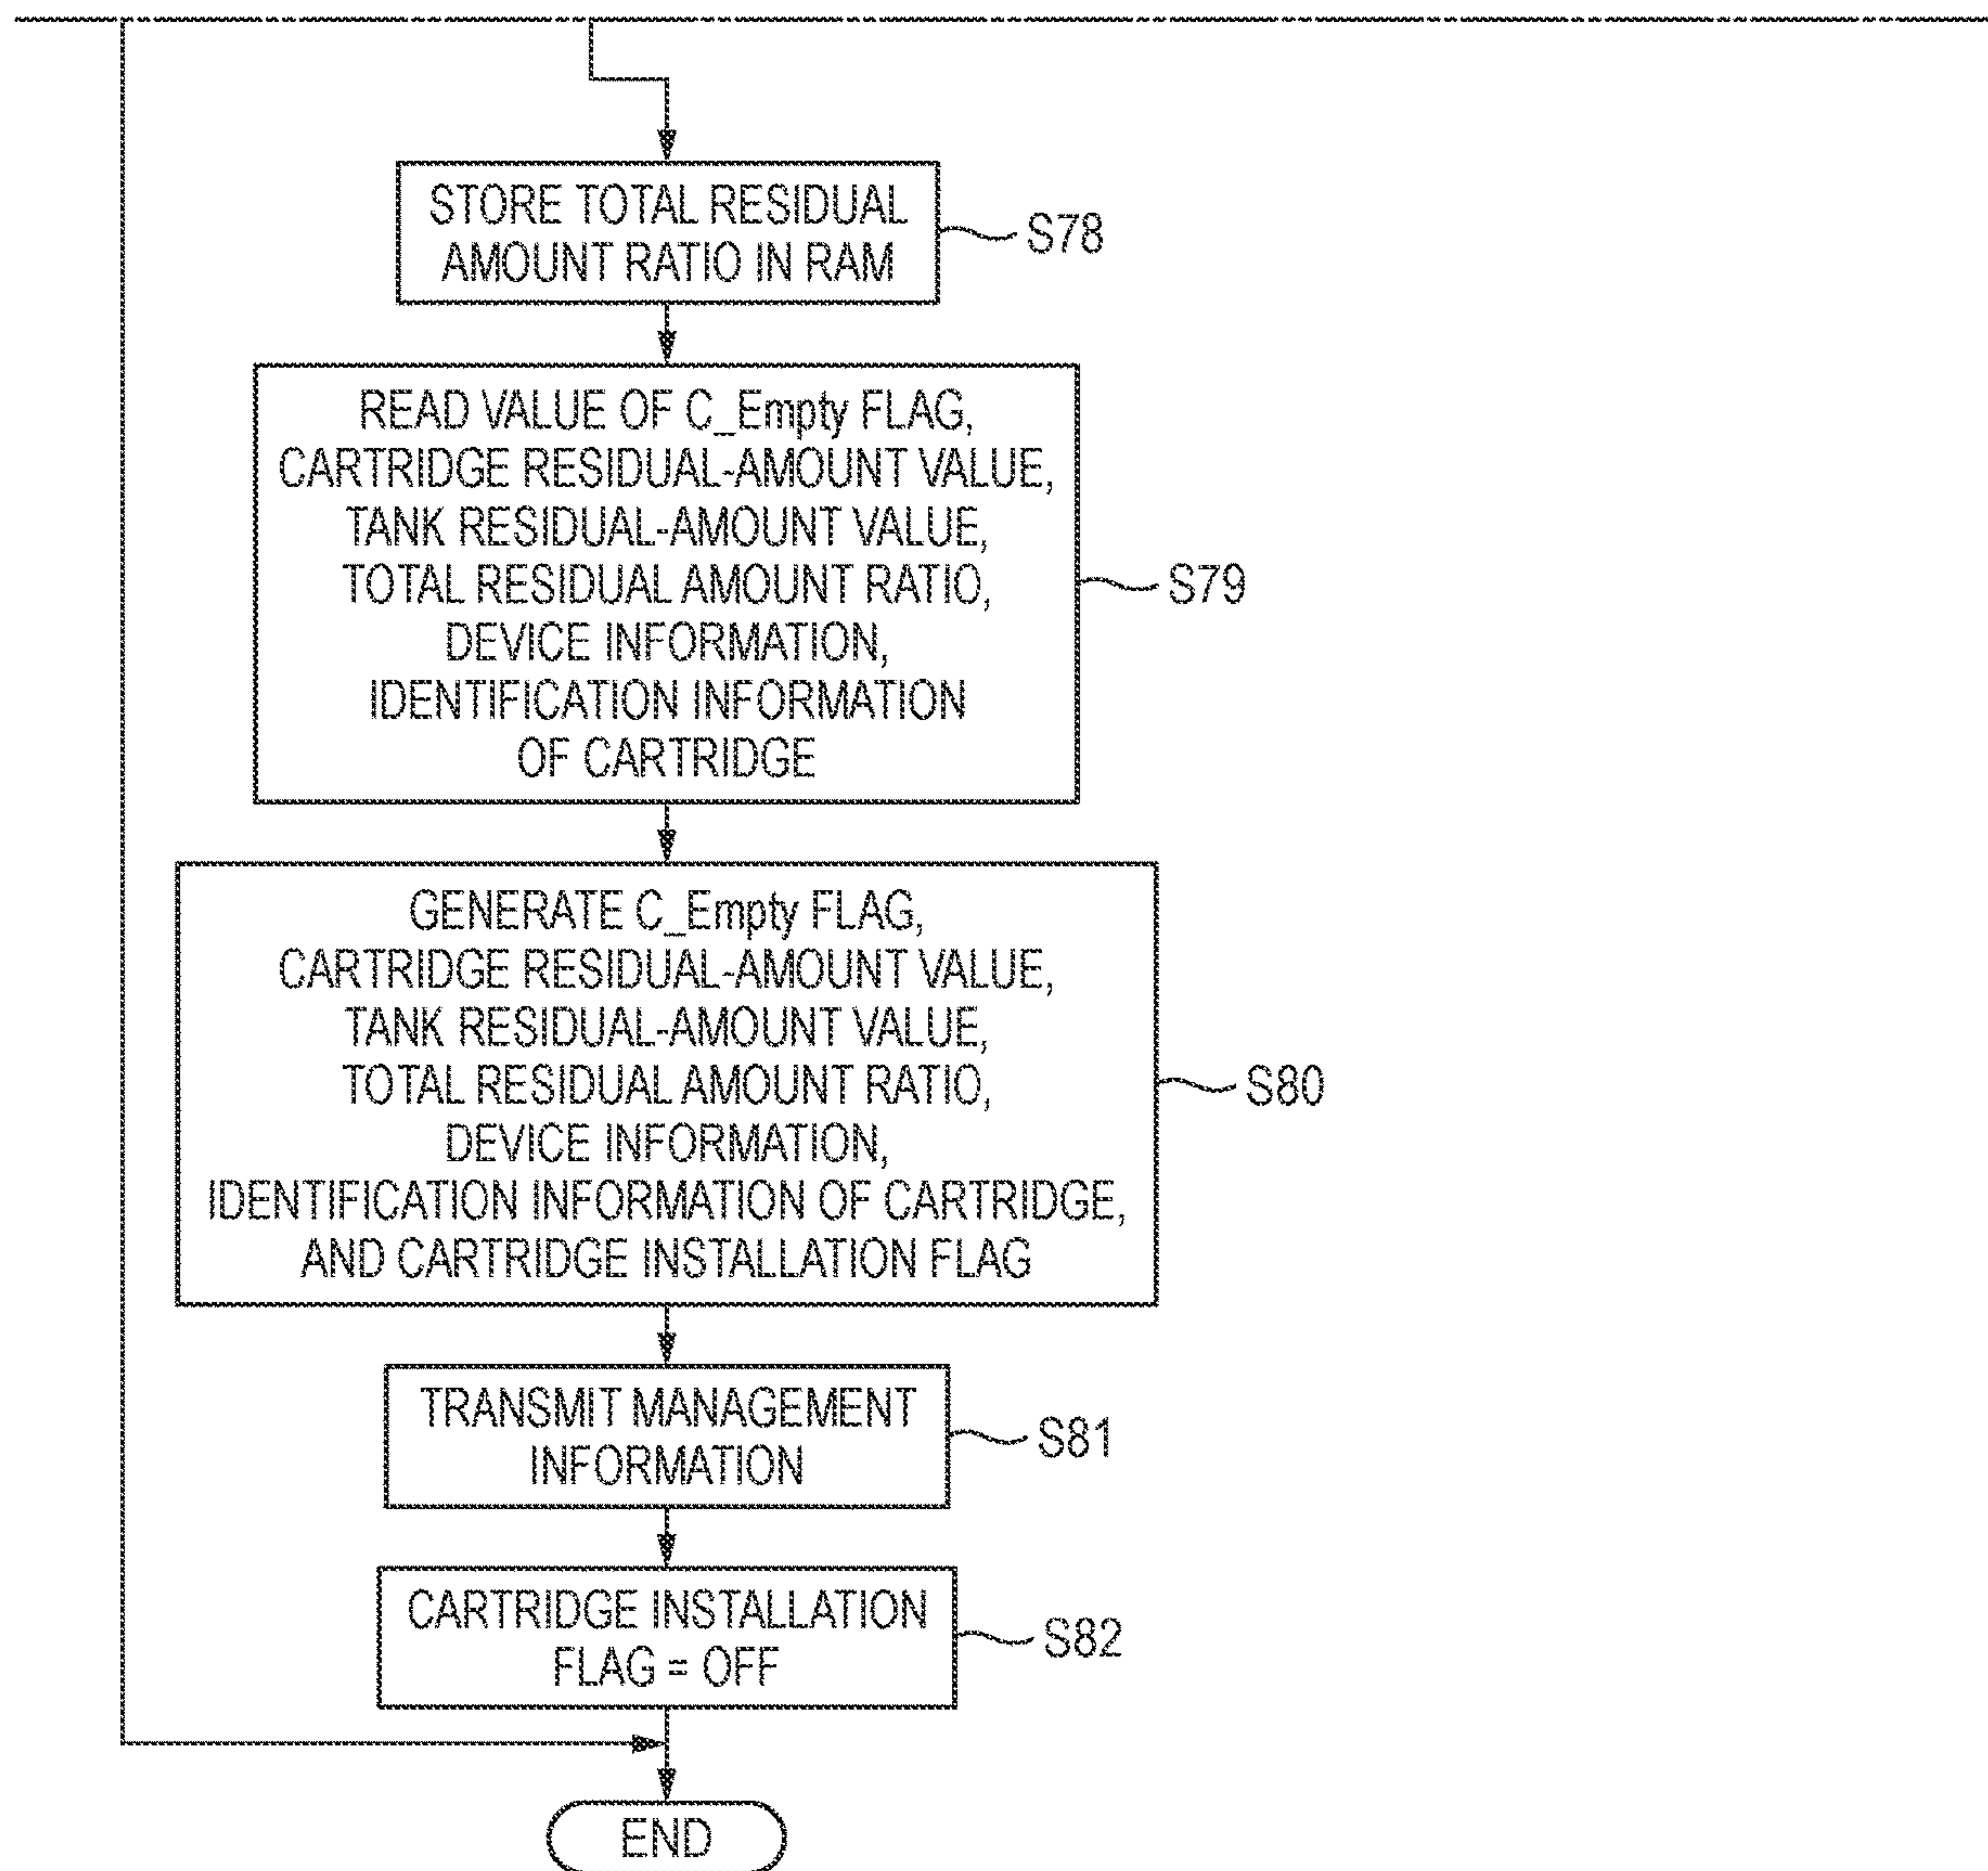 STORE TOTAL RESIDUAL
AMOUNT RATIO IN RAM
S78
READ VALUE OF C_Empty FLAG,
CARTRIDGE RESIDUAL-AMOUNT VALUE,
TANK RESIDUAL-AMOUNT VALUE,
TOTAL RESIDUAL AMOUNT RATIO,
DEVICE INFORMATION,
IDENTIFICATION INFORMATION
OF CARTRIDGE
S79
GENERATE C_Empty FLAG,
CARTRIDGE RESIDUAL-AMOUNT VALUE,
TANK RESIDUAL-AMOUNT VALUE,
TOTAL RESIDUAL AMOUNT RATIO,
DEVICE INFORMATION,
IDENTIFICATION INFORMATION OF CARTRIDGE,
AND CARTRIDGE INSTALLATION FLAG
S80
TRANSMIT MANAGEMENT
INFORMATION
S81
CARTRIDGE INSTALLATION
FLAG = OFF
S82
END